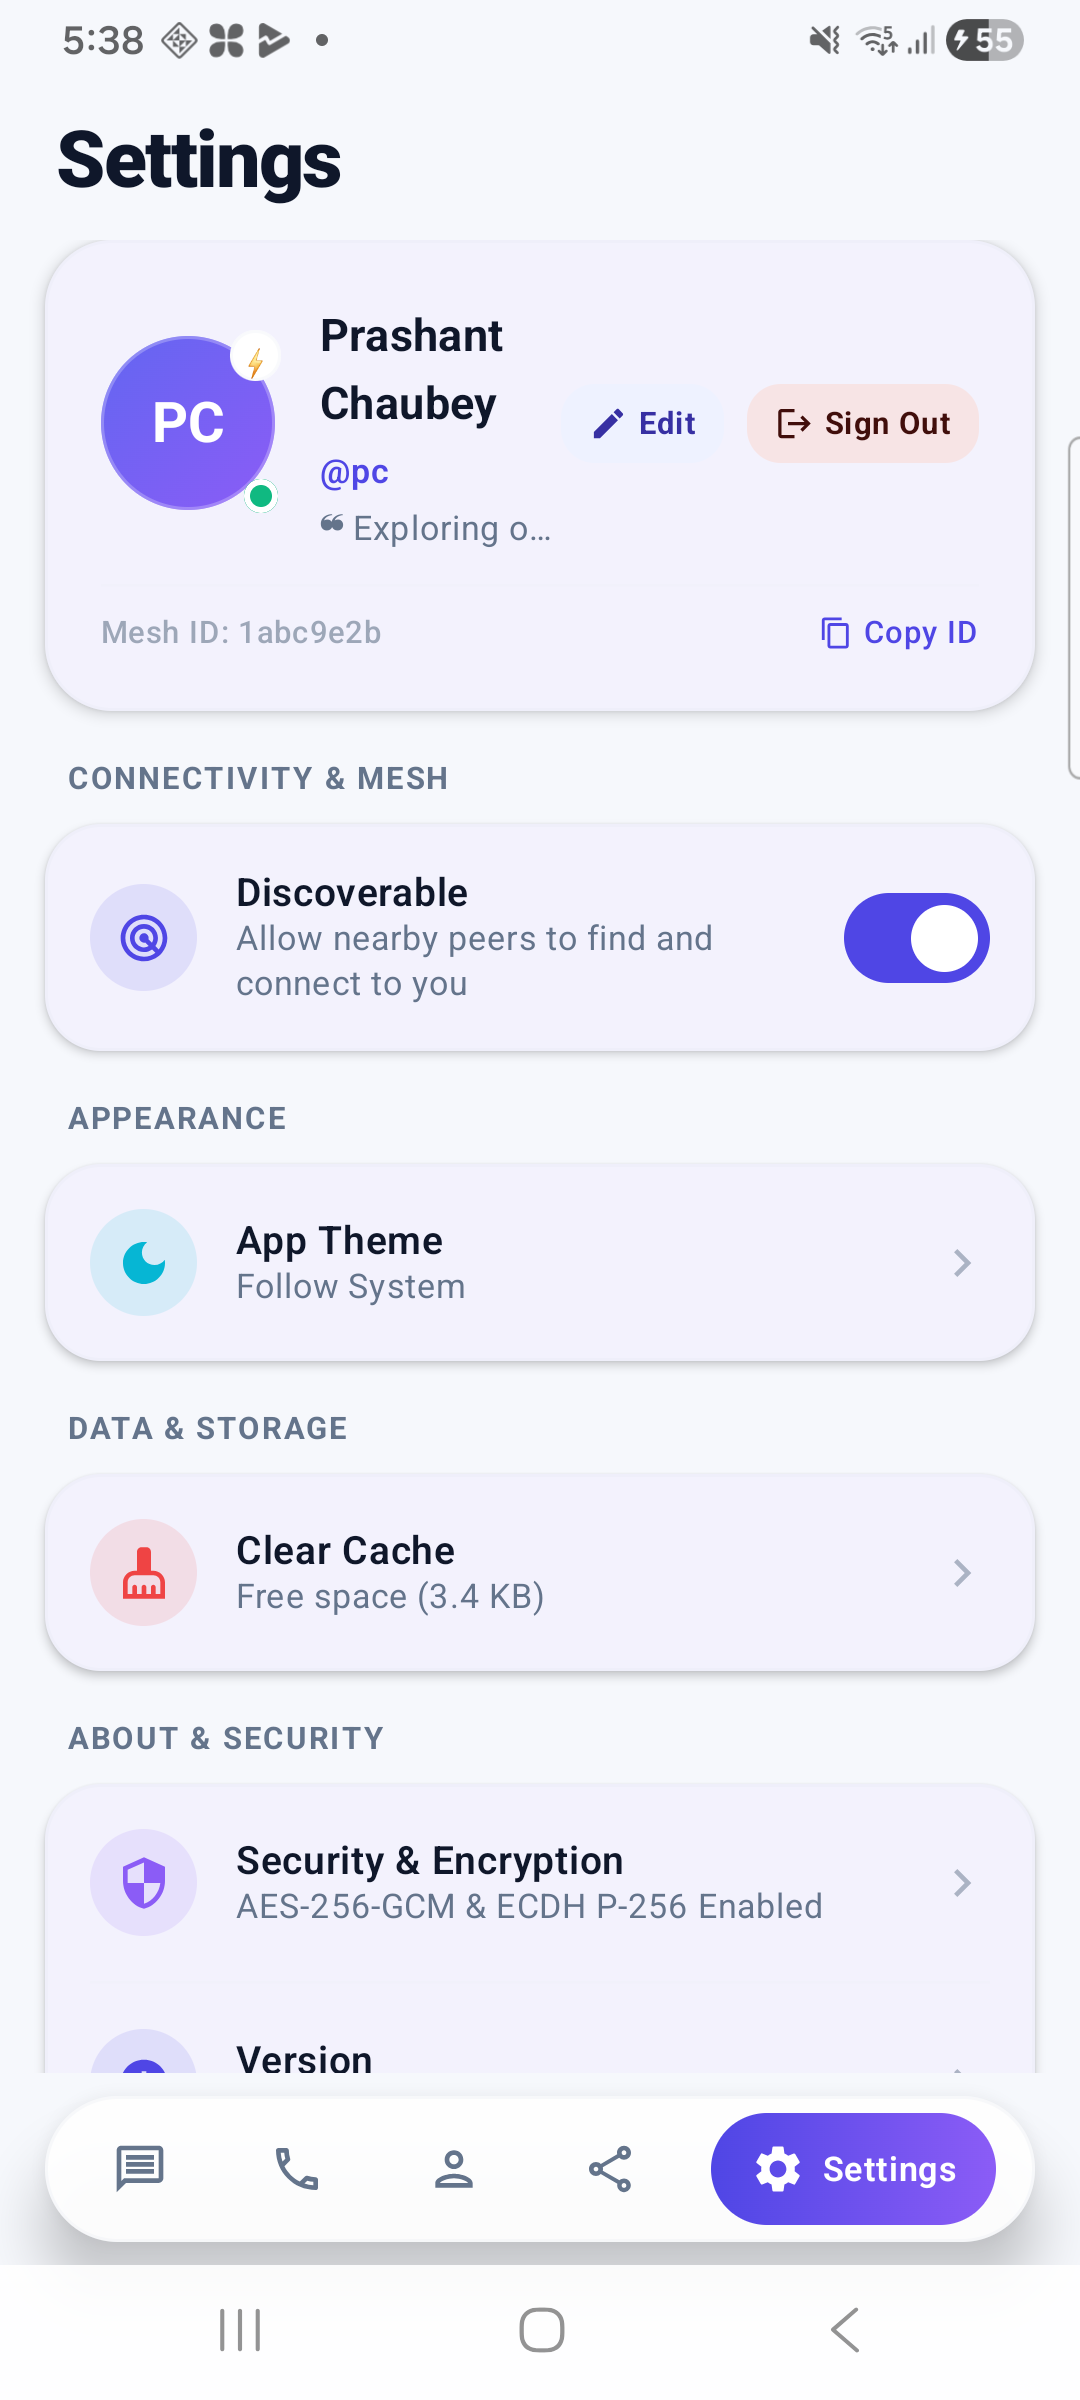 5:38
5
55
Settings
Prashant
Chaubey
@pc
❝ Exploring o...
PC
Edit
Sign Out
Mesh ID: 1abc9e2b
Copy ID
CONNECTIVITY & MESH
Discoverable
Allow nearby peers to find and
connect to you
APPEARANCE
App Theme
Follow System
DATA & STORAGE
Clear Cache
Free space (3.4 KB)
ABOUT & SECURITY
Security & Encryption
AES-256-GCM & ECDH P-256 Enabled
Version
Settings